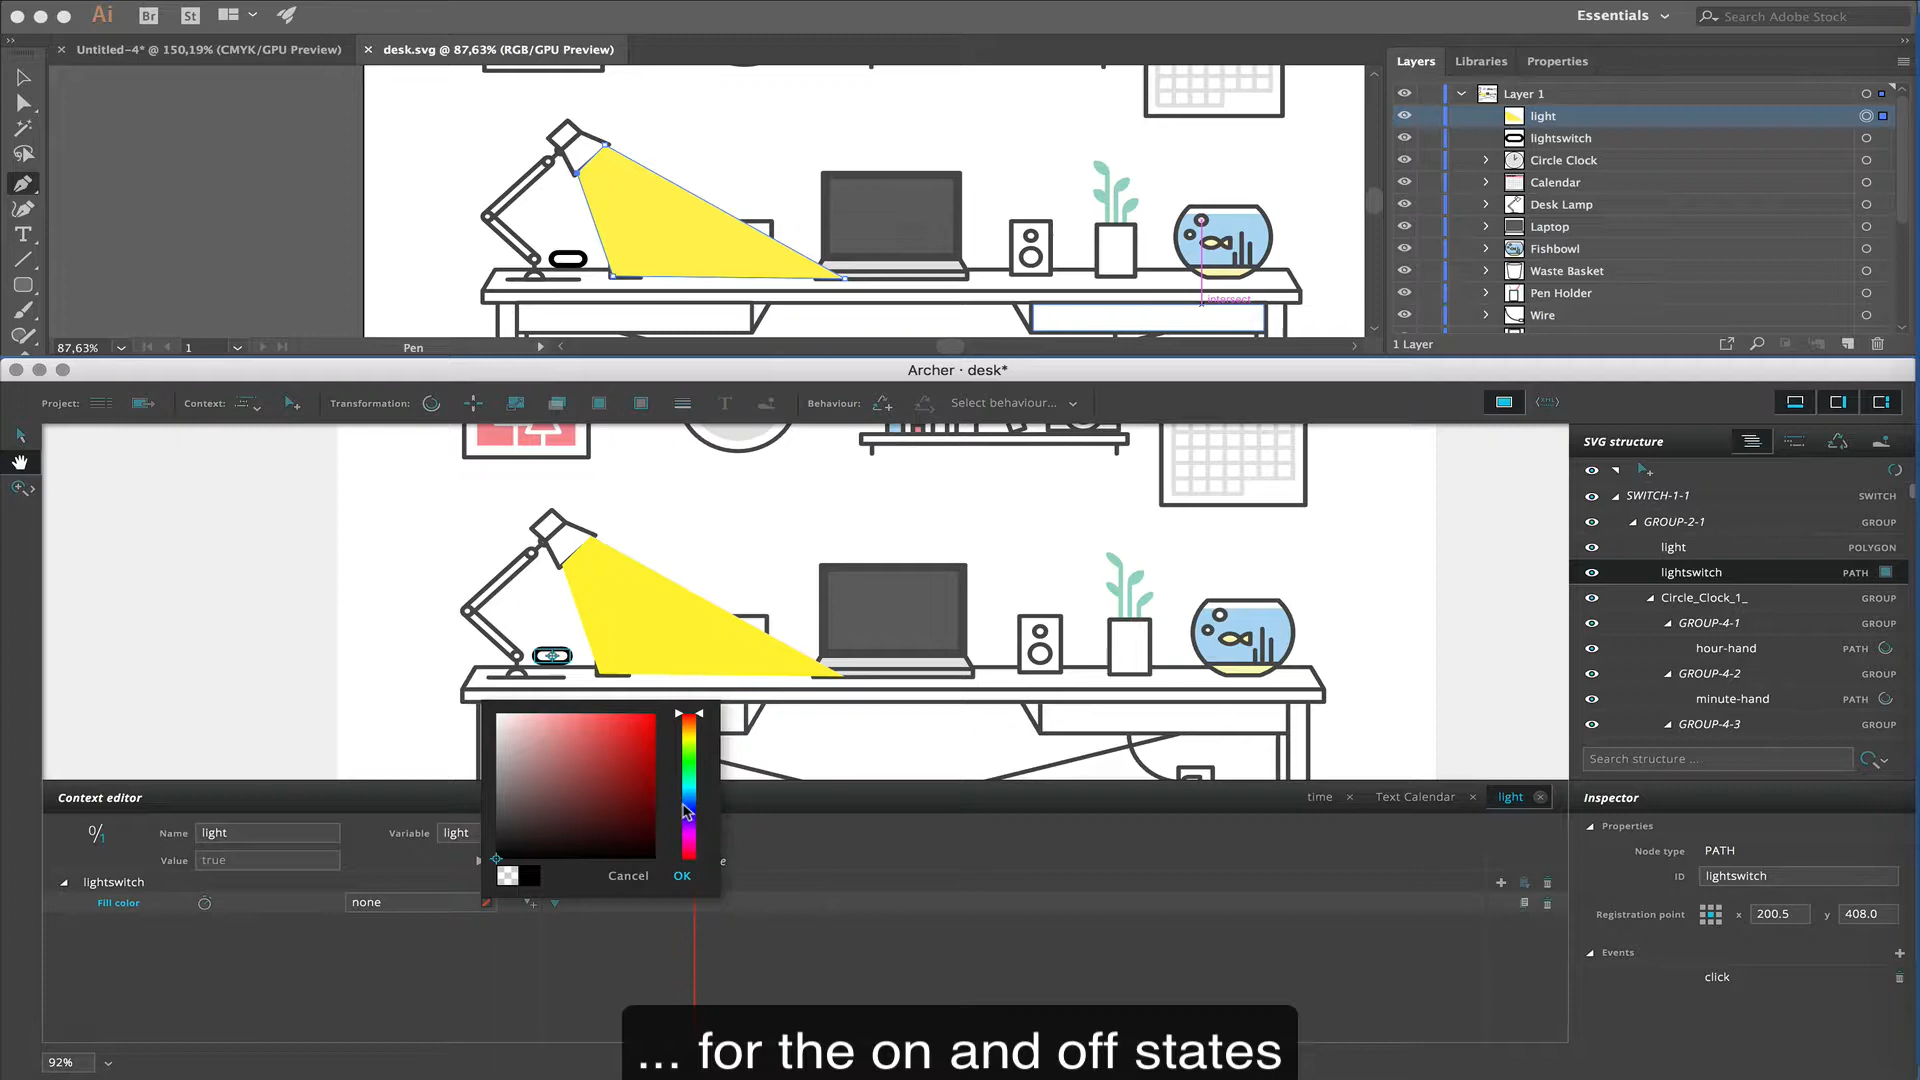 Ai Br St Essentials Search Adobe Stock
Untitled-4* @ 150,19% (CMYK/GPU Preview) desk.svg @ 87,63% (RGB/GPU Preview)
Layers Libraries Properties
Layer 1
light
lightswitch
Circle Clock
Calendar
Desk Lamp
Laptop
Fishbowl
Waste Basket
Pen Holder
Wire
1 Layer
intersect
87,63% 1 Pen
Archer · desk*
Project: Context: Transformation: Behaviour: Select behaviour...
SVG structure
SWITCH-1-1 SWITCH
GROUP-2-1 GROUP
light POLYGON
lightswitch PATH
Circle_Clock_1_ GROUP
GROUP-4-1 GROUP
hour-hand PATH
GROUP-4-2 GROUP
minute-hand PATH
GROUP-4-3 GROUP
Search structure ...
Context editor
time Text Calendar light
0/1 Name light Variable light
Value true e
lightswitch
Fill color none
Cancel OK
Inspector
Properties
Node type PATH
ID lightswitch
Registration point x 200.5 y 408.0
Events
click
92%
... for the on and off states